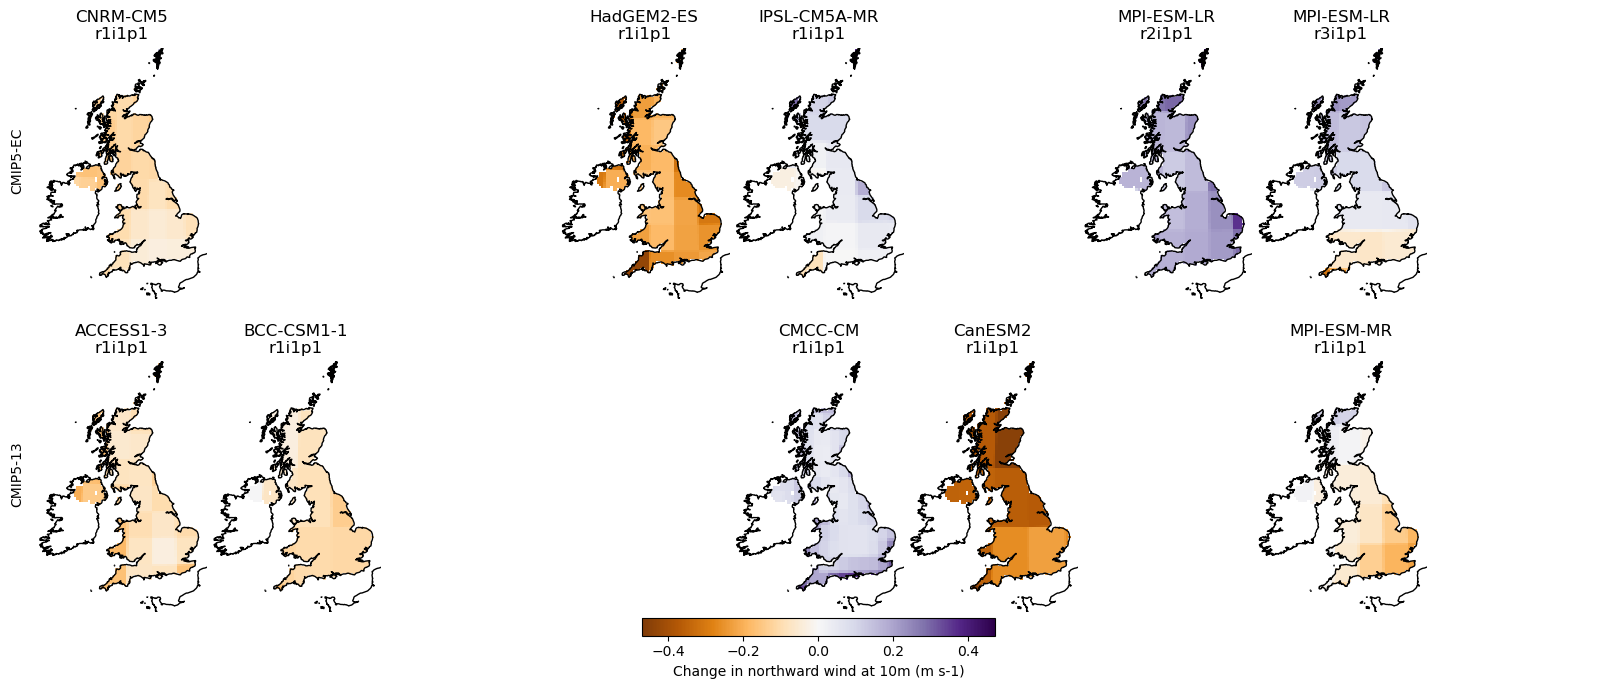 CNRM-CM5
r1i1p1
HadGEM2-ES
r1i1p1
IPSL-CM5A-MR
r1i1p1
MPI-ESM-LR
r2i1p1
MPI-ESM-LR
r3i1p1
CMIP5-EC
ACCESS1-3
r1i1p1
BCC-CSM1-1
r1i1p1
CMCC-CM
r1i1p1
CanESM2
r1i1p1
MPI-ESM-MR
r1i1p1
CMIP5-13
−0.4 −0.2 0.0 0.2 0.4
Change in northward wind at 10m (m s-1)